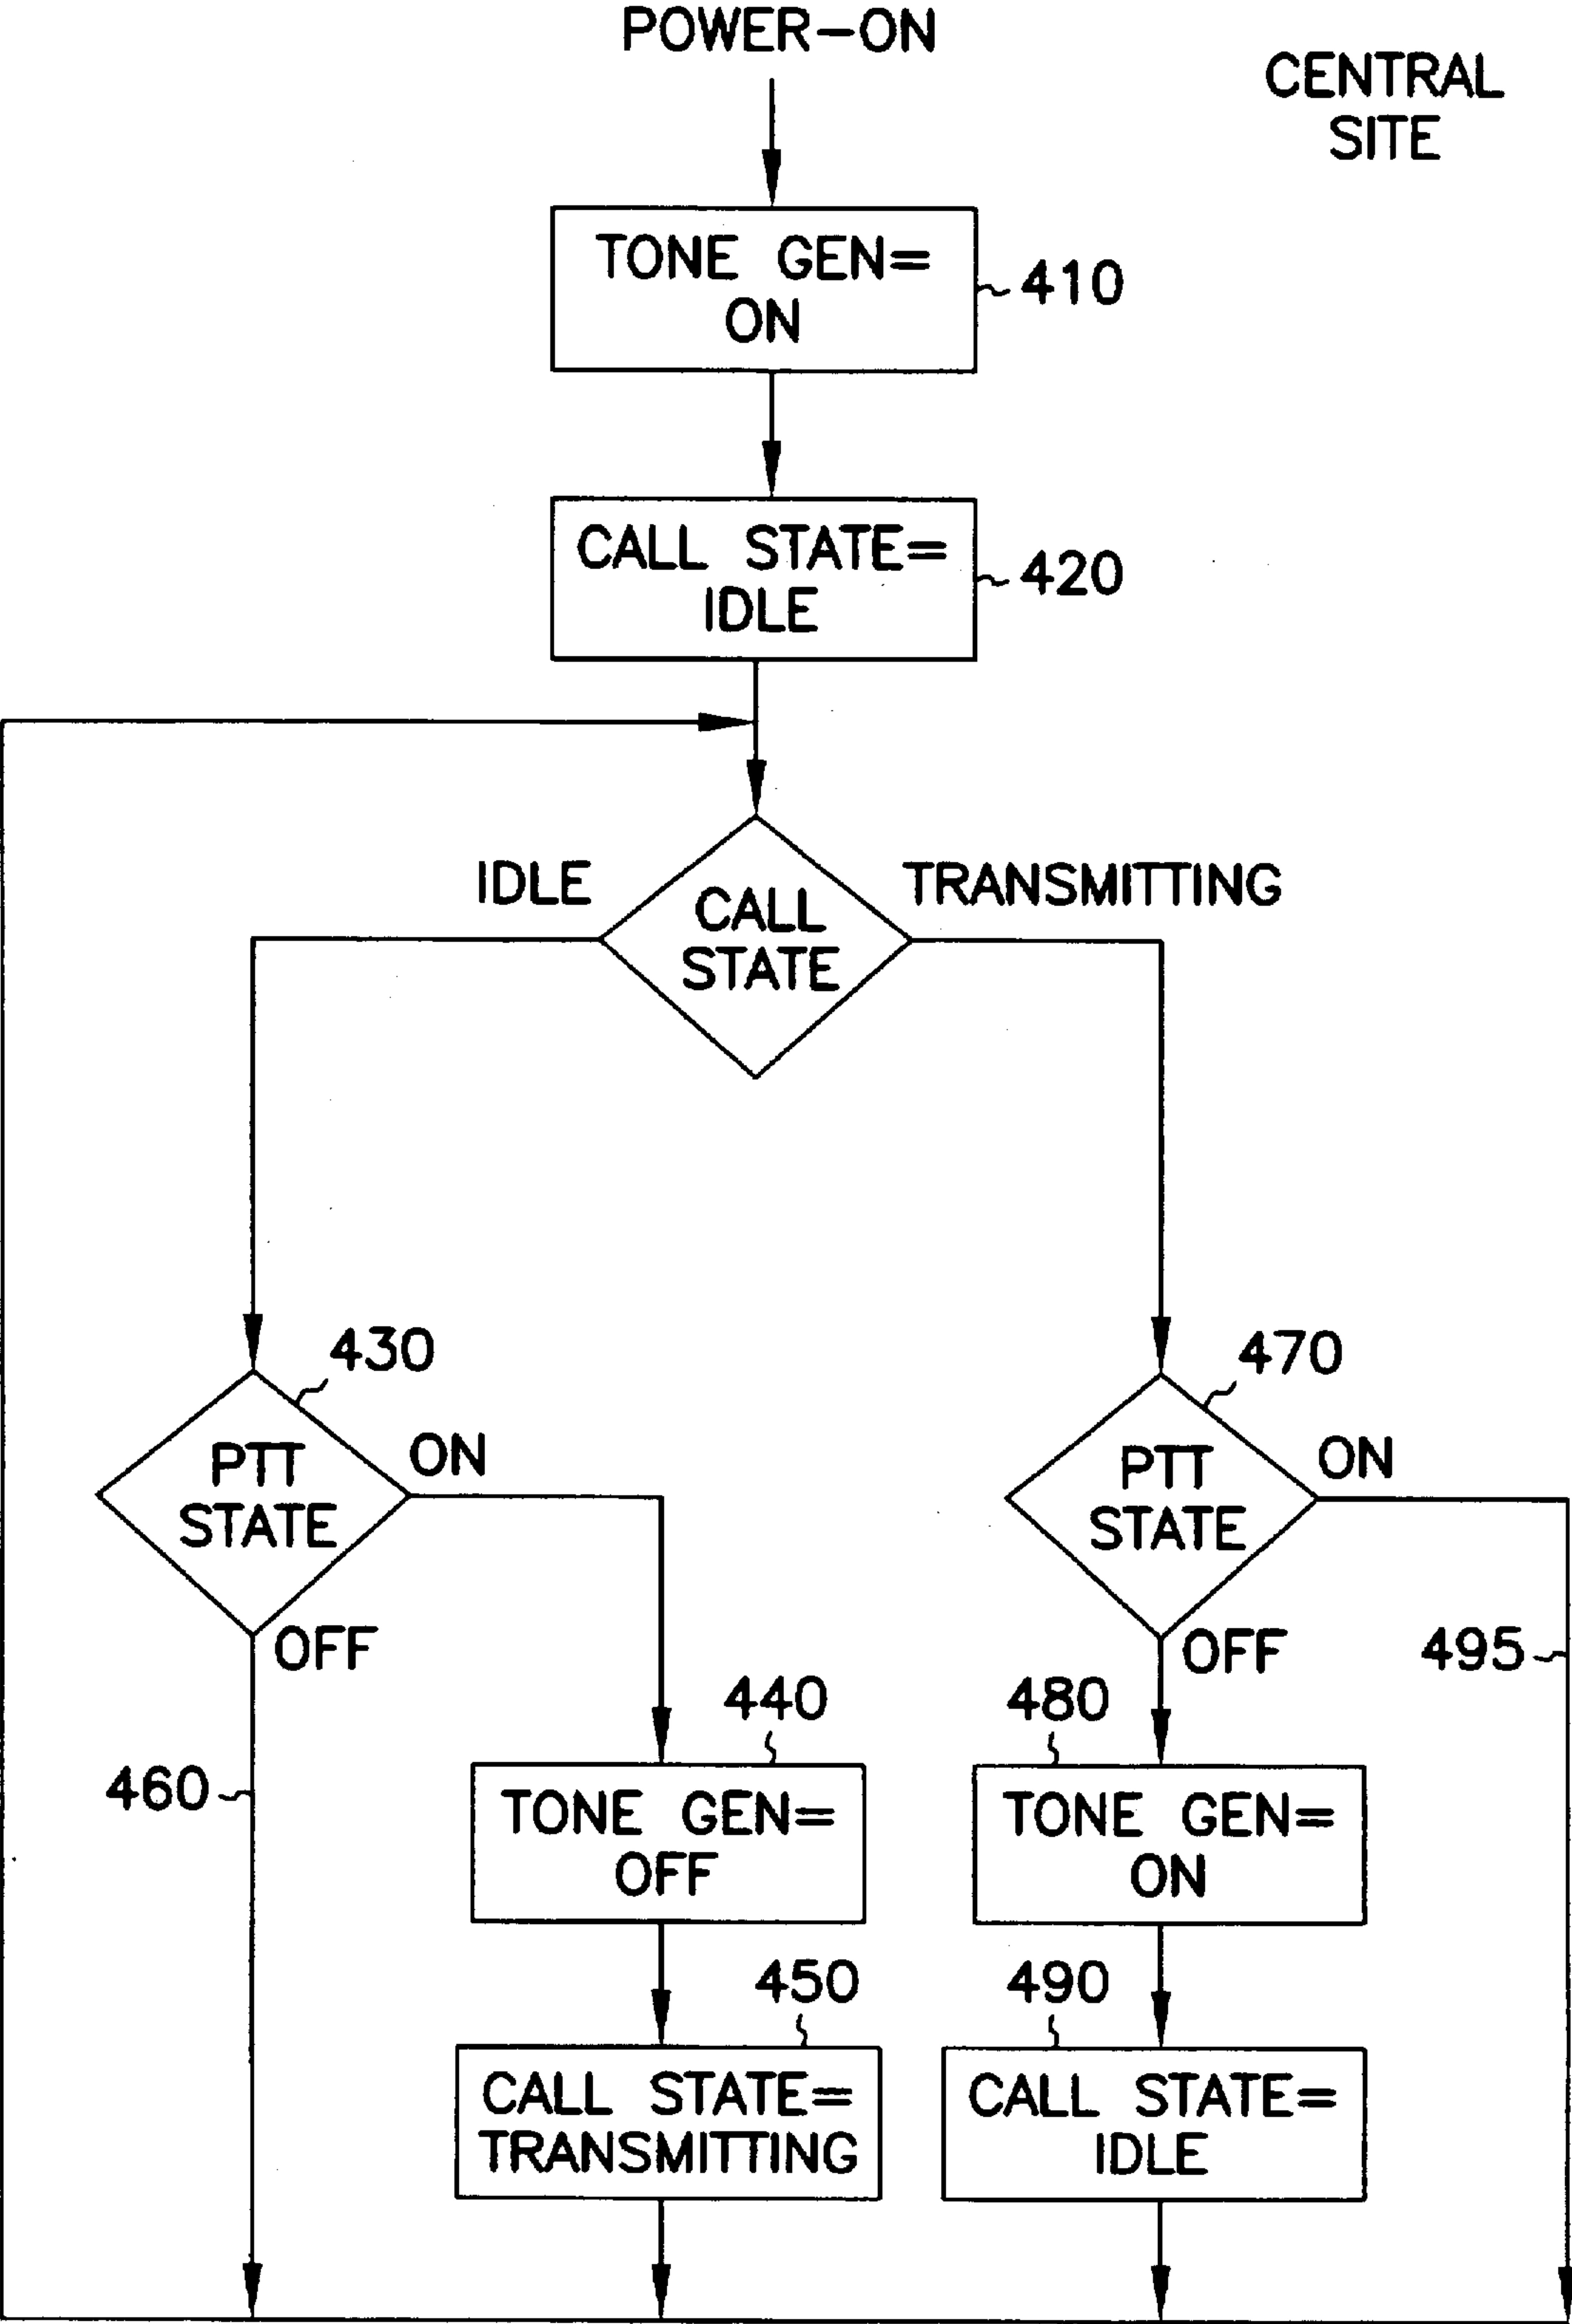 POWER-ON
CENTRAL
SITE
TONE GEN=
ON
410
CALL STATE=
IDLE
420
IDLE
CALL
STATE
TRANSMITTING
430
PTT
STATE
ON
OFF
470
PTT
STATE
ON
OFF
495
460
440
TONE GEN=
OFF
480
TONE GEN=
ON
450
CALL STATE=
TRANSMITTING
490
CALL STATE=
IDLE